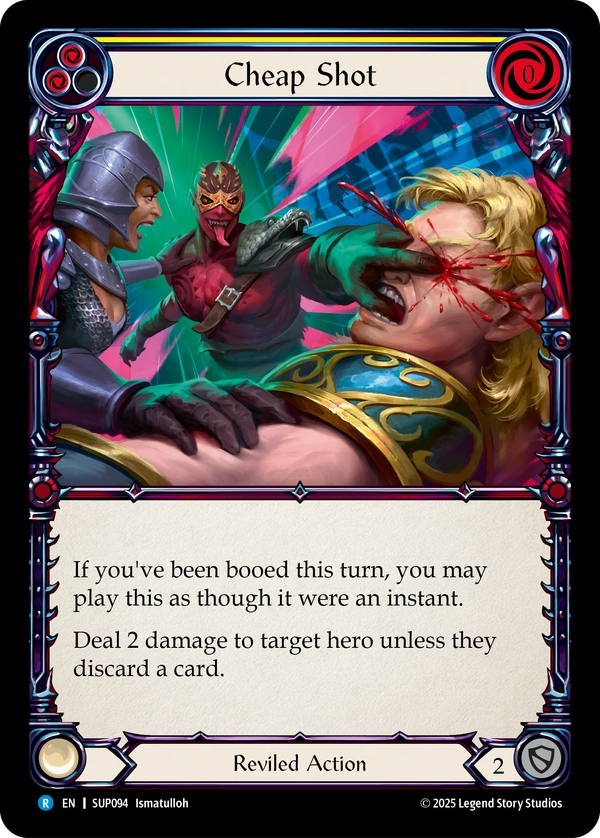 Cheap Shot
0
If you've been booed this turn, you may
play this as though it were an instant.
Deal 2 damage to target hero unless they
discard a card.
Reviled Action
2
R EN | SUP094 Ismatulloh
© 2025 Legend Story Studios